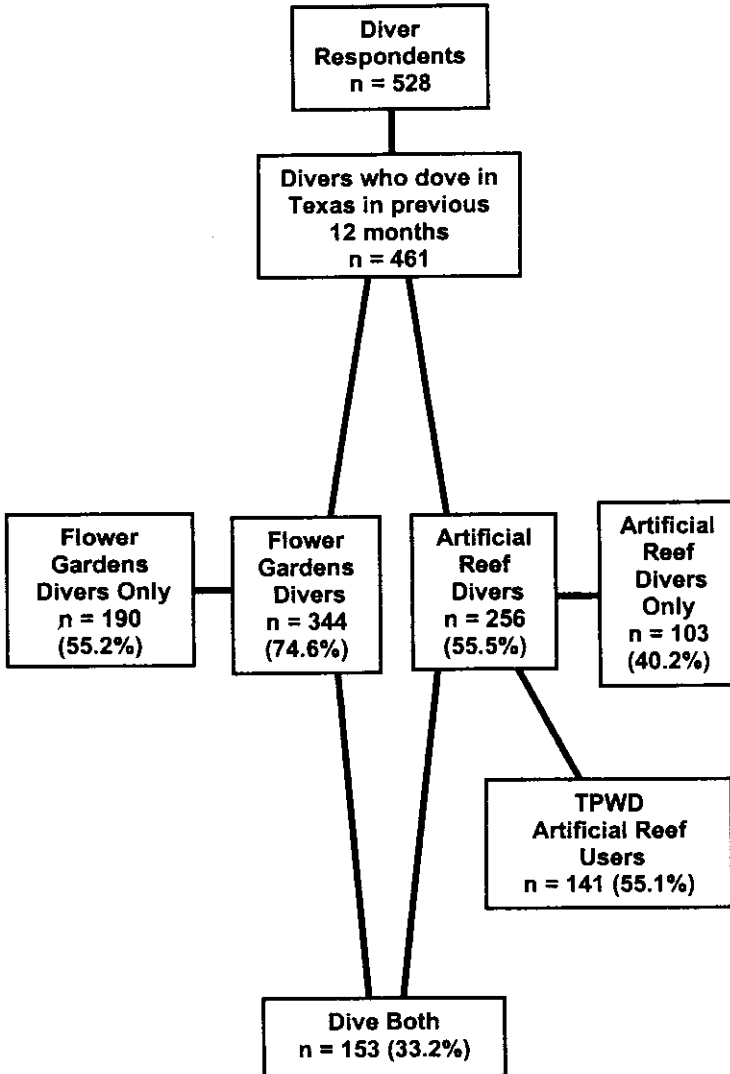 Diver
Respondents
n = 528
Divers who dove in
Texas in previous
12 months
n = 461
Flower
Gardens
Divers Only
n = 190
(55.2%)
Flower
Gardens
Divers
n = 344
(74.6%)
Artificial
Reef
Divers
n = 256
(55.5%)
Artificial
Reef
Divers
Only
n = 103
(40.2%)
TPWD
Artificial Reef
Users
n = 141 (55.1%)
Dive Both
n = 153 (33.2%)